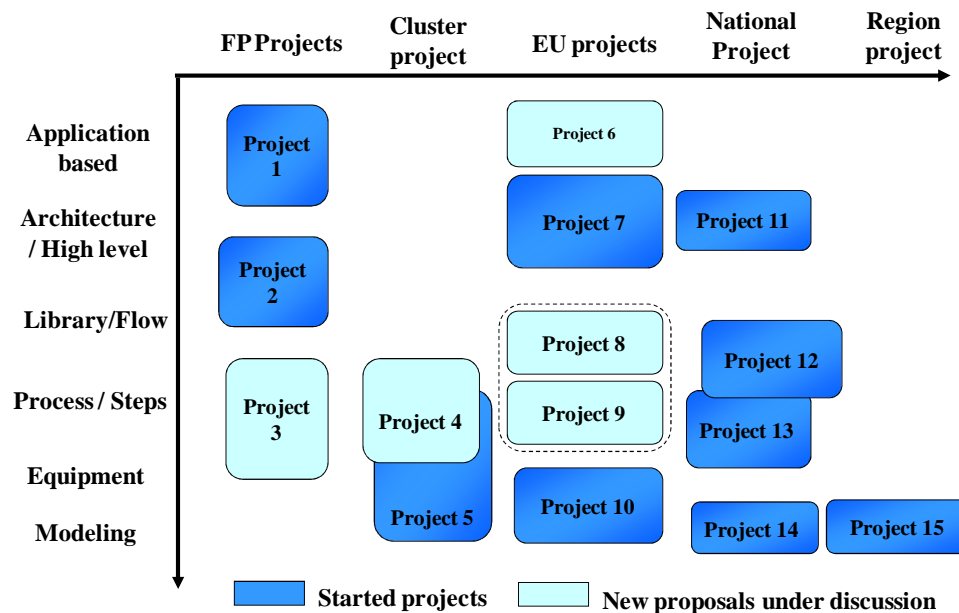 FP Projects
Cluster
project
EU projects
National
Project
Region
project
Application
based
Architecture
/ High level
Library/Flow
Process / Steps
Equipment
Modeling
Project
1
Project
2
Project
3
Project 4
Project 5
Project 6
Project 7
Project 8
Project 9
Project 10
Project 11
Project 12
Project 13
Project 14
Project 15
Started projects
New proposals under discussion